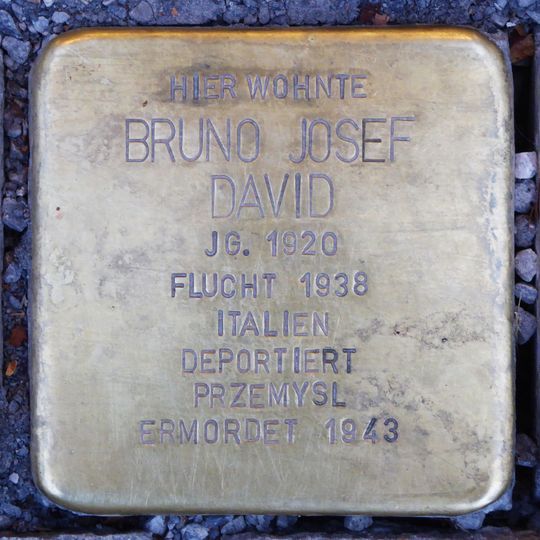 HIER WOHNTE
BRUNO JOSEF
DAVID
JG. 1920
FLUCHT 1938
ITALIEN
DEPORTIERT
PRZEMYSL
ERMORDET 1943